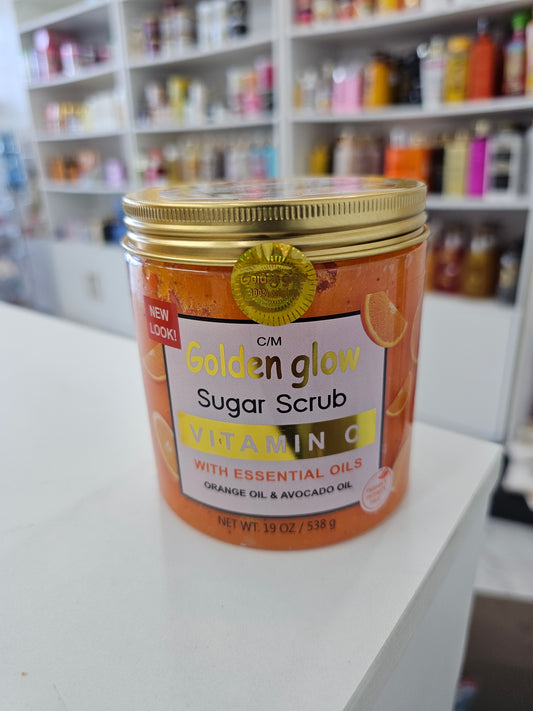 NEW
LOOK!
C/M
Golden glow
Sugar Scrub
VITAMIN C
WITH ESSENTIAL OILS
ORANGE OIL & AVOCADO OIL
NET WT. 19 OZ / 538 g